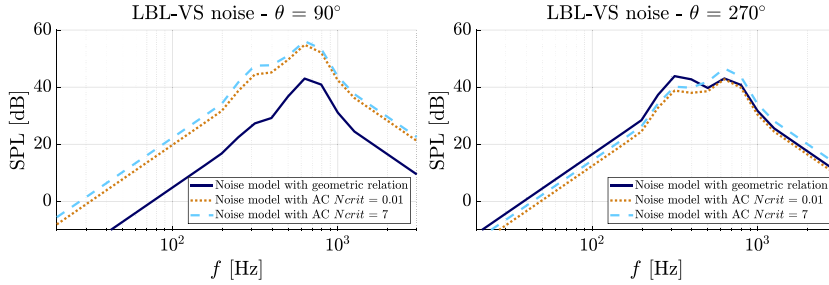 LBL-VS noise - θ = 90°
SPL [dB]
60
40
20
0
Noise model with geometric relation
Noise model with AC Ncrit = 0.01
Noise model with AC Ncrit = 7
10²
10³
f [Hz]
LBL-VS noise - θ = 270°
SPL [dB]
60
40
20
0
Noise model with geometric relation
Noise model with AC Ncrit = 0.01
Noise model with AC Ncrit = 7
10²
10³
f [Hz]